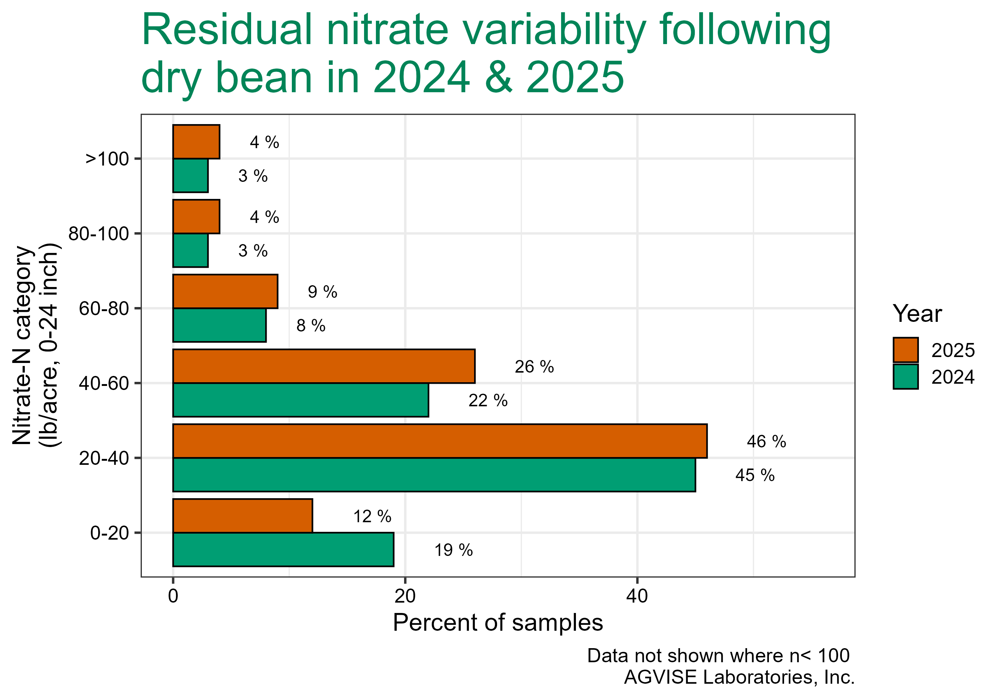 Residual nitrate variability following
dry bean in 2024 & 2025
Nitrate-N category
(lb/acre, 0-24 inch)
>100
4 %
3 %
80-100
4 %
3 %
60-80
9 %
8 %
40-60
26 %
22 %
20-40
46 %
45 %
0-20
12 %
19 %
0
20
40
Percent of samples
Year
2025
2024
Data not shown where n< 100
AGVISE Laboratories, Inc.